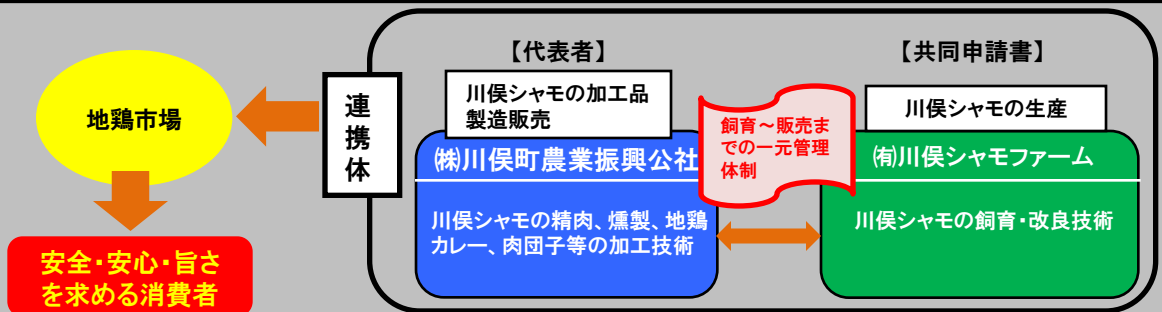 【代表者】
【共同申請書】
地鶏市場
連
携
体
川俣シャモの加工品
製造販売
飼育～販売ま
での一元管理
体制
川俣シャモの生産
㈱川俣町農業振興公社
㈲川俣シャモファーム
川俣シャモの精肉、燻製、地鶏
カレー、肉団子等の加工技術
川俣シャモの飼育・改良技術
安全・安心・旨さ
を求める消費者